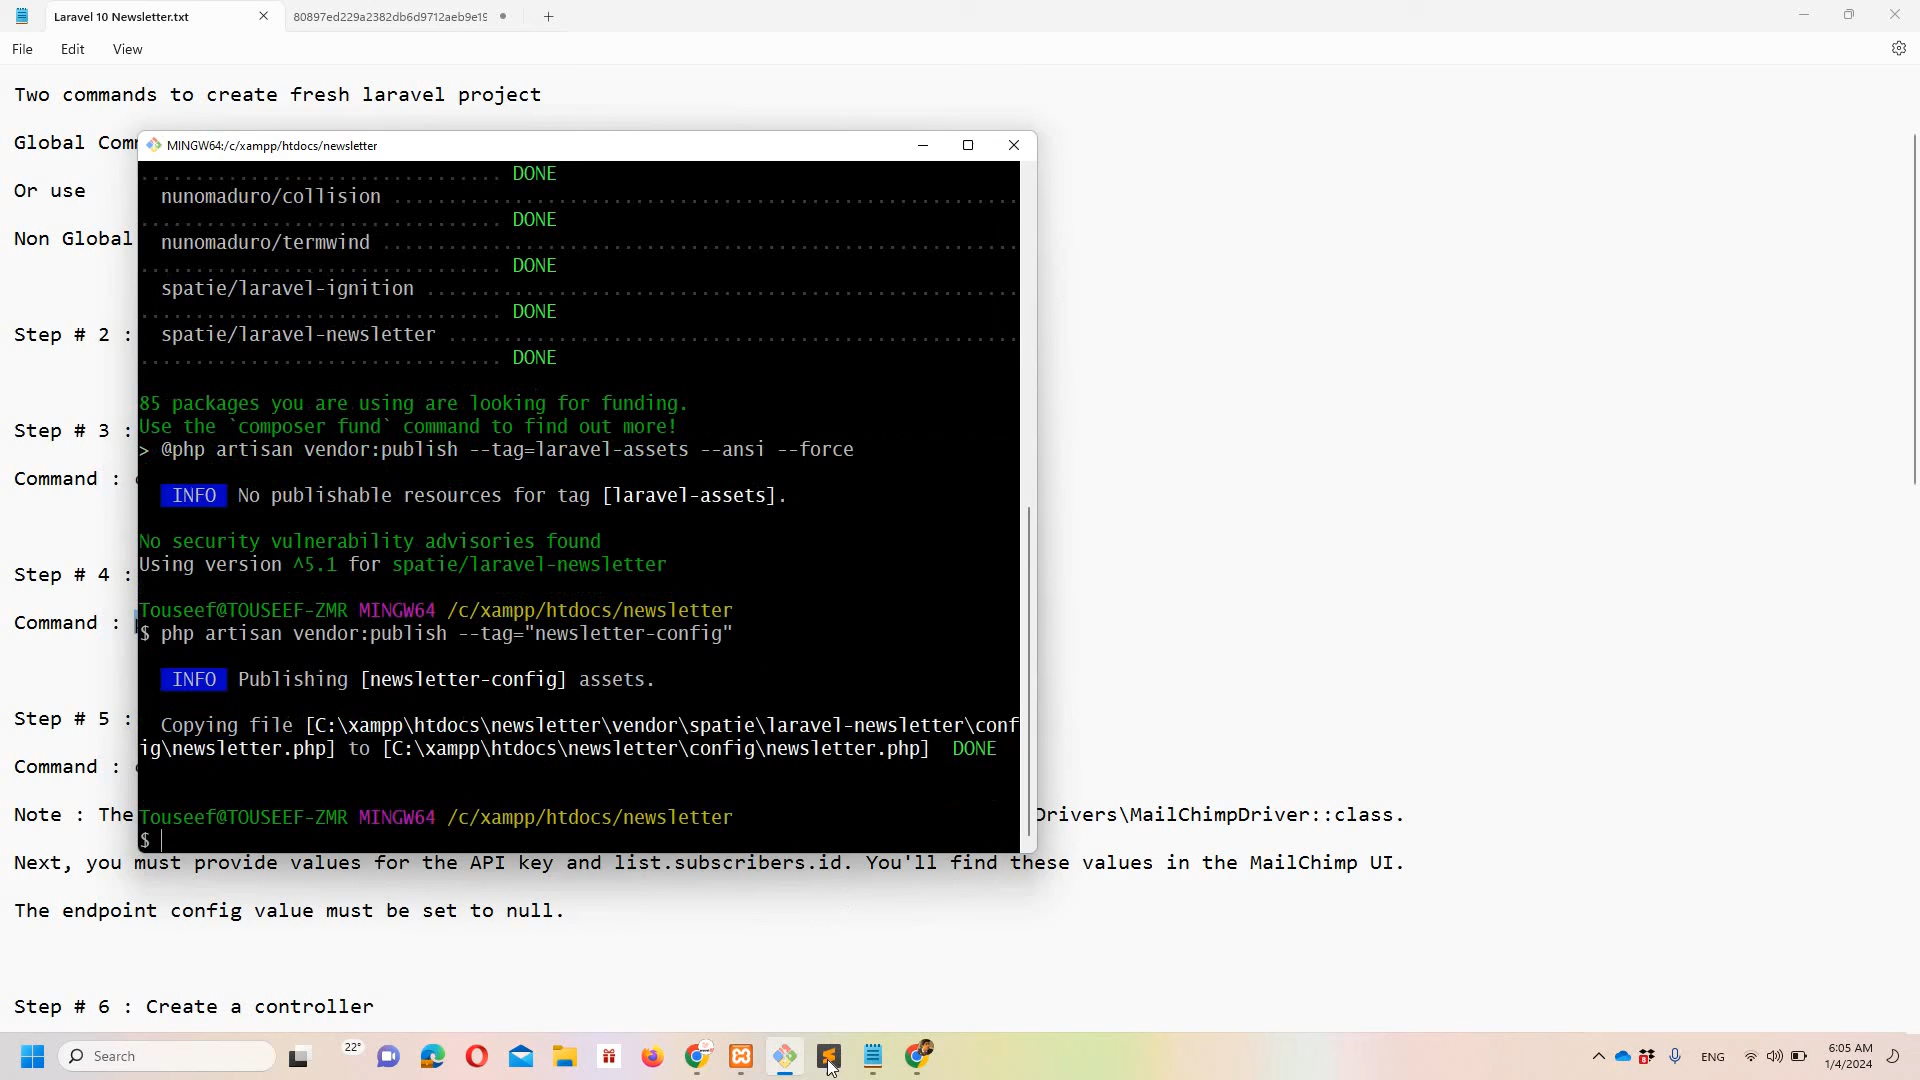 Laravel 10 Newsletter.txt
80897ed229a2382db6d9712aeb9e19
File Edit View
Two commands to create fresh laravel project
Global Com
MINGW64:/c/xampp/htdocs/newsletter
................................. DONE
Or use
nunomaduro/collision
................................. DONE
Non Global
nunomaduro/termwind
................................. DONE
spatie/laravel-ignition
................................. DONE
Step # 2 :
spatie/laravel-newsletter
................................. DONE
85 packages you are using are looking for funding.
Use the `composer fund` command to find out more!
Step # 3 :
> @php artisan vendor:publish --tag=laravel-assets --ansi --force
Command :
INFO No publishable resources for tag [laravel-assets].
No security vulnerability advisories found
Using version ^5.1 for spatie/laravel-newsletter
Step # 4 :
Touseef@TOUSEEF-ZMR MINGW64 /c/xampp/htdocs/newsletter
Command :
$ php artisan vendor:publish --tag="newsletter-config"
INFO Publishing [newsletter-config] assets.
Step # 5 :
Copying file [C:\xampp\htdocs\newsletter\vendor\spatie\laravel-newsletter\conf
ig\newsletter.php] to [C:\xampp\htdocs\newsletter\config\newsletter.php] DONE
Command :
Note : The
Drivers\MailChimpDriver::class.
Touseef@TOUSEEF-ZMR MINGW64 /c/xampp/htdocs/newsletter
$
Next, you must provide values for the API key and list.subscribers.id. You'll find these values in the MailChimp UI.
The endpoint config value must be set to null.
Step # 6 : Create a controller
Search
22°
ENG
6:05 AM
1/4/2024